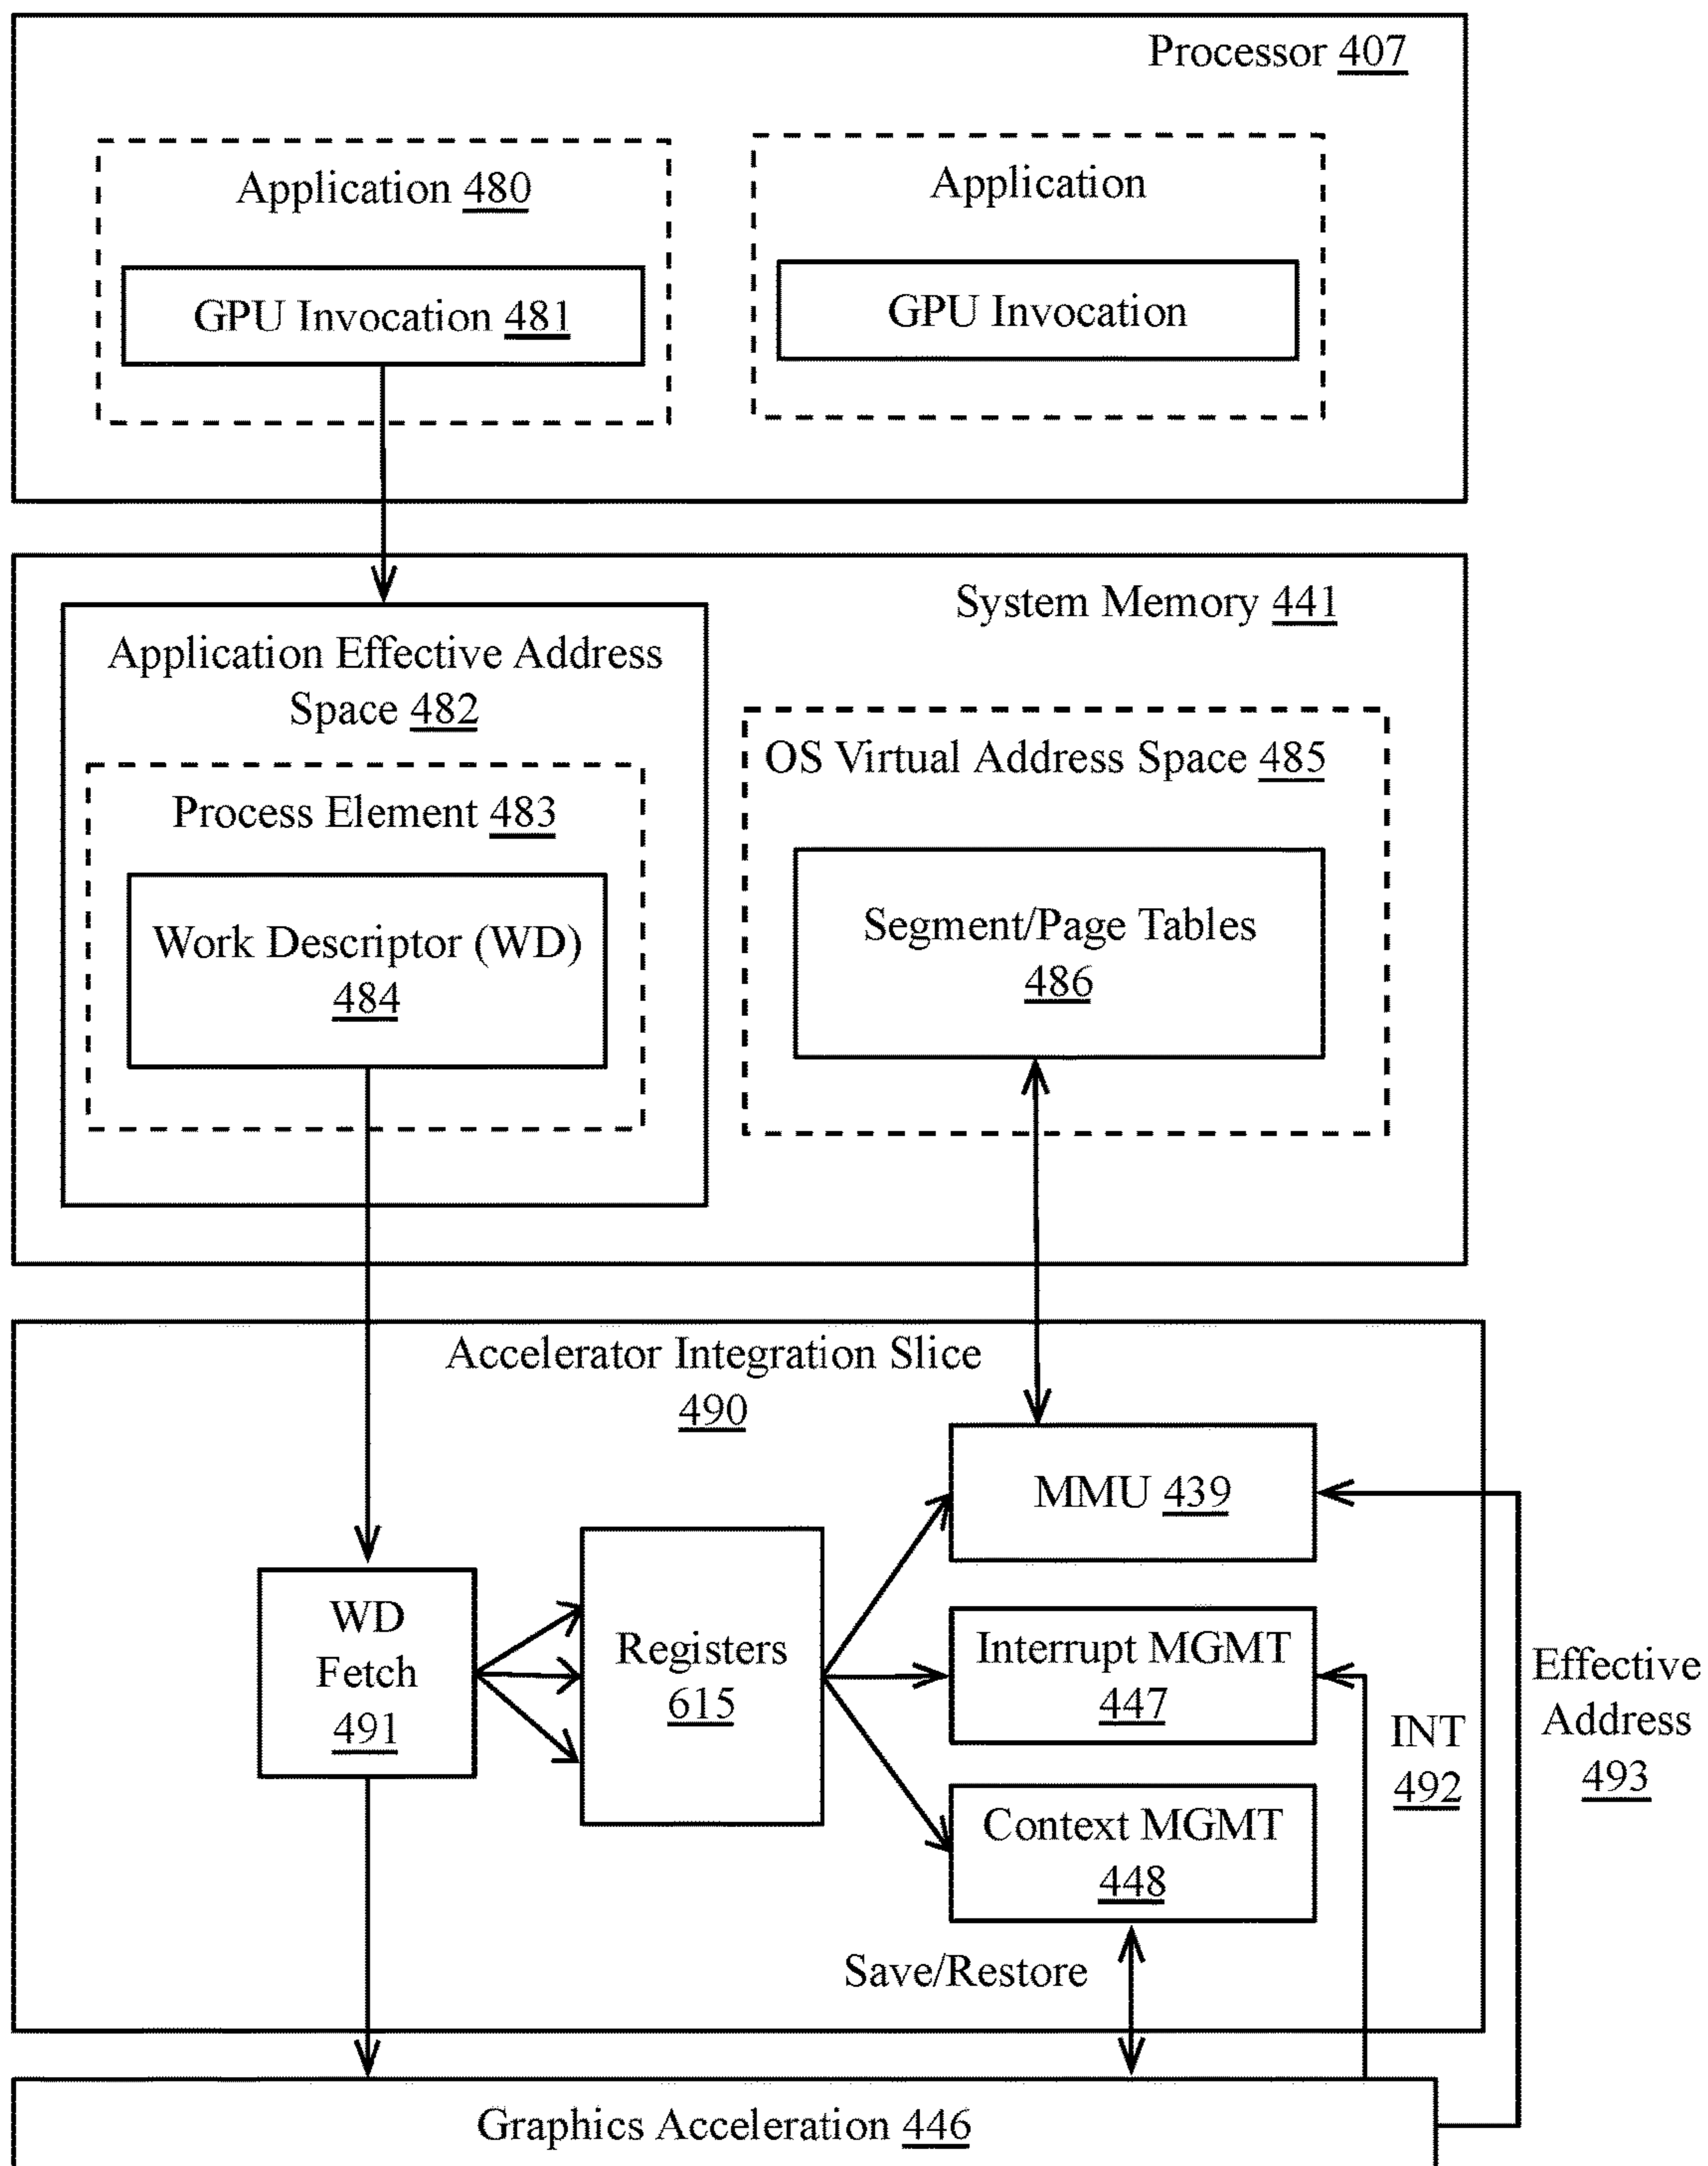 Processor 407
Application 480
GPU Invocation 481
Application
GPU Invocation
System Memory 441
Application Effective Address
Space 482
Process Element 483
Work Descriptor (WD)
484
OS Virtual Address Space 485
Segment/Page Tables
486
Accelerator Integration Slice
490
MMU 439
WD
Fetch
491
Registers
615
Interrupt MGMT
447
Context MGMT
448
INT
492
Effective
Address
493
Save/Restore
Graphics Acceleration 446